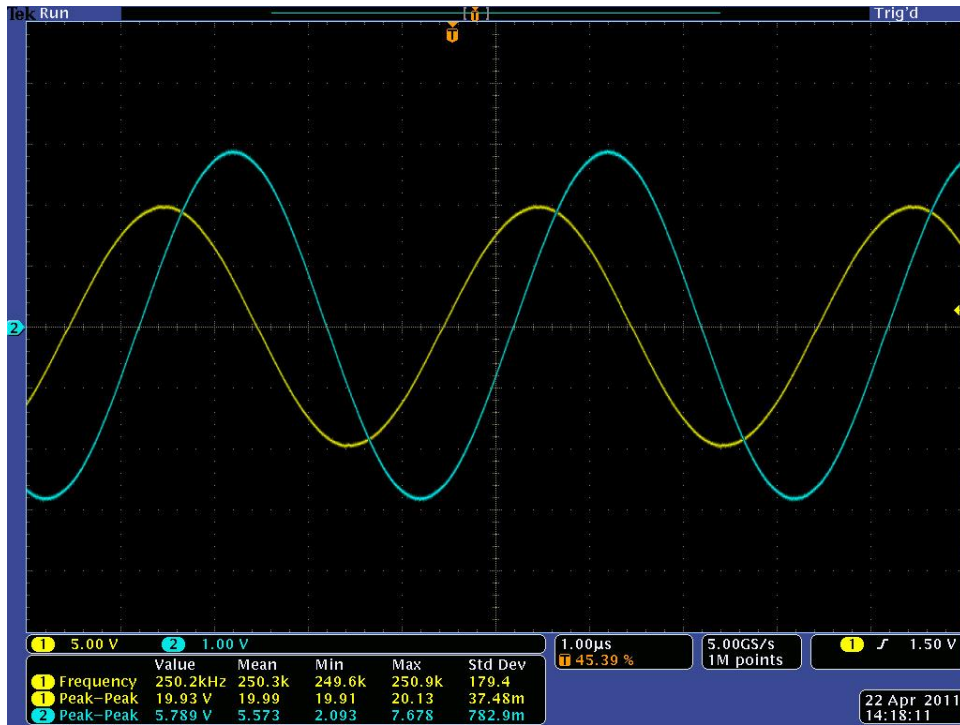 Tek Run Trig'd
T
T
2
1 5.00 V 2 1.00 V 1.00µs 5.00GS/s 1 1.50 V
T 45.39 % 1M points
Value Mean Min Max Std Dev
1 Frequency 250.2kHz 250.3k 249.6k 250.9k 179.4
1 Peak–Peak 19.93 V 19.99 19.91 20.13 37.48m
2 Peak–Peak 5.789 V 5.573 2.093 7.678 782.9m
22 Apr 2011
14:18:11